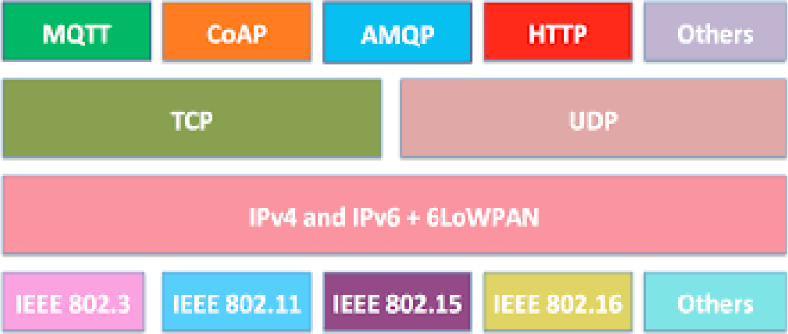 MQTT
CoAP
AMQP
HTTP
Others
TCP
UDP
IPv4 and IPv6 + 6LoWPAN
IEEE 802.3
IEEE 802.11
IEEE 802.15
IEEE 802.16
Others